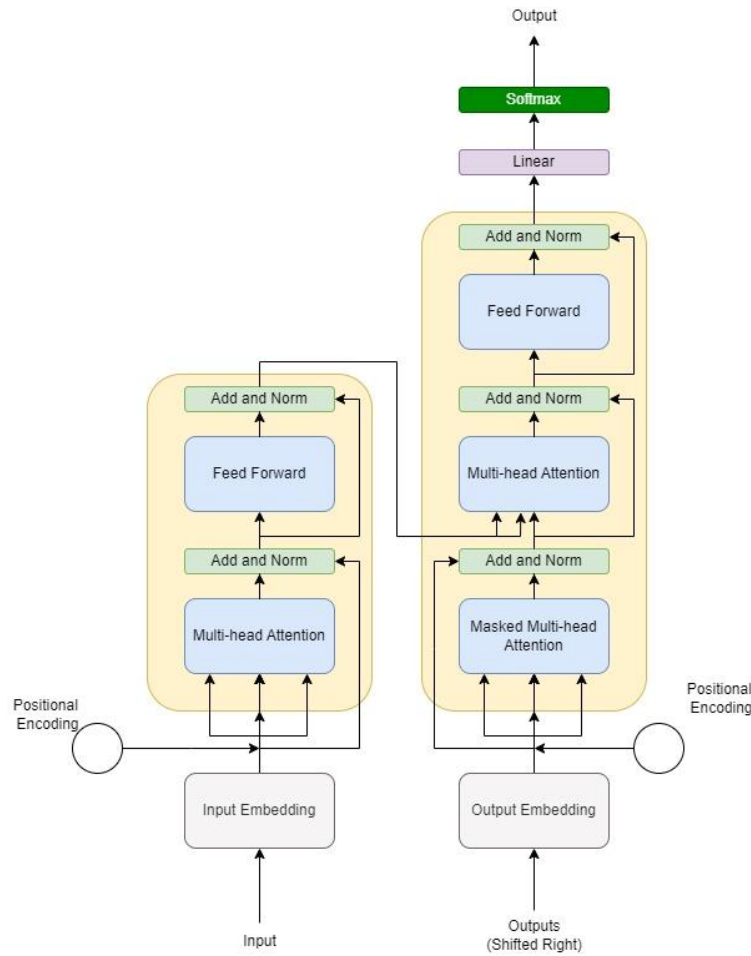 Output
Softmax
Linear
Add and Norm
Feed Forward
Add and Norm
Add and Norm
Feed Forward
Multi-head Attention
Add and Norm
Add and Norm
Multi-head Attention
Masked Multi-head
Attention
Positional
Encoding
Positional
Encoding
Input Embedding
Output Embedding
Input
Outputs
(Shifted Right)